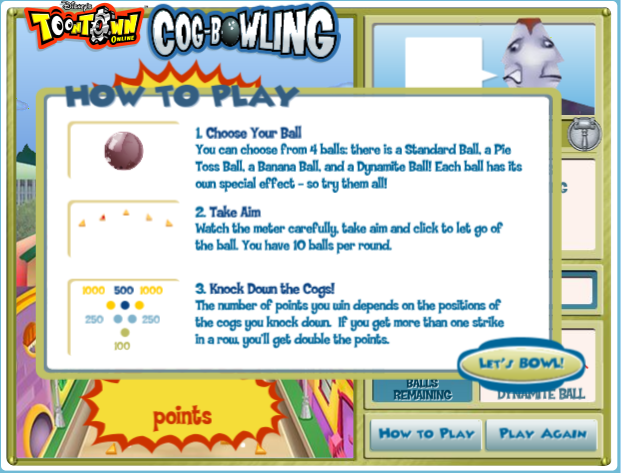 Disney's
TOONTOWN
ONLINE
COG-BOWLING
HOW TO PLAY
1. Choose Your Ball
You can choose from 4 balls: there is a Standard Ball, a Pie
Toss Ball, a Banana Ball, and a Dynamite Ball! Each ball has its
own special effect - so try them all!
2. Take Aim
Watch the meter carefully, take aim and click to let go of
the ball. You have 10 balls per round.
1000 500 1000
250 250
100
3. Knock Down the Cogs!
The number of points you win depends on the positions of
the cogs you knock down. If you get more than one strike
in a row, you'll get double the points.
LET'S BOWL!
points
BALLS
REMAINING
DYNAMITE BALL
HOW TO PLAY
PLAY AGAIN